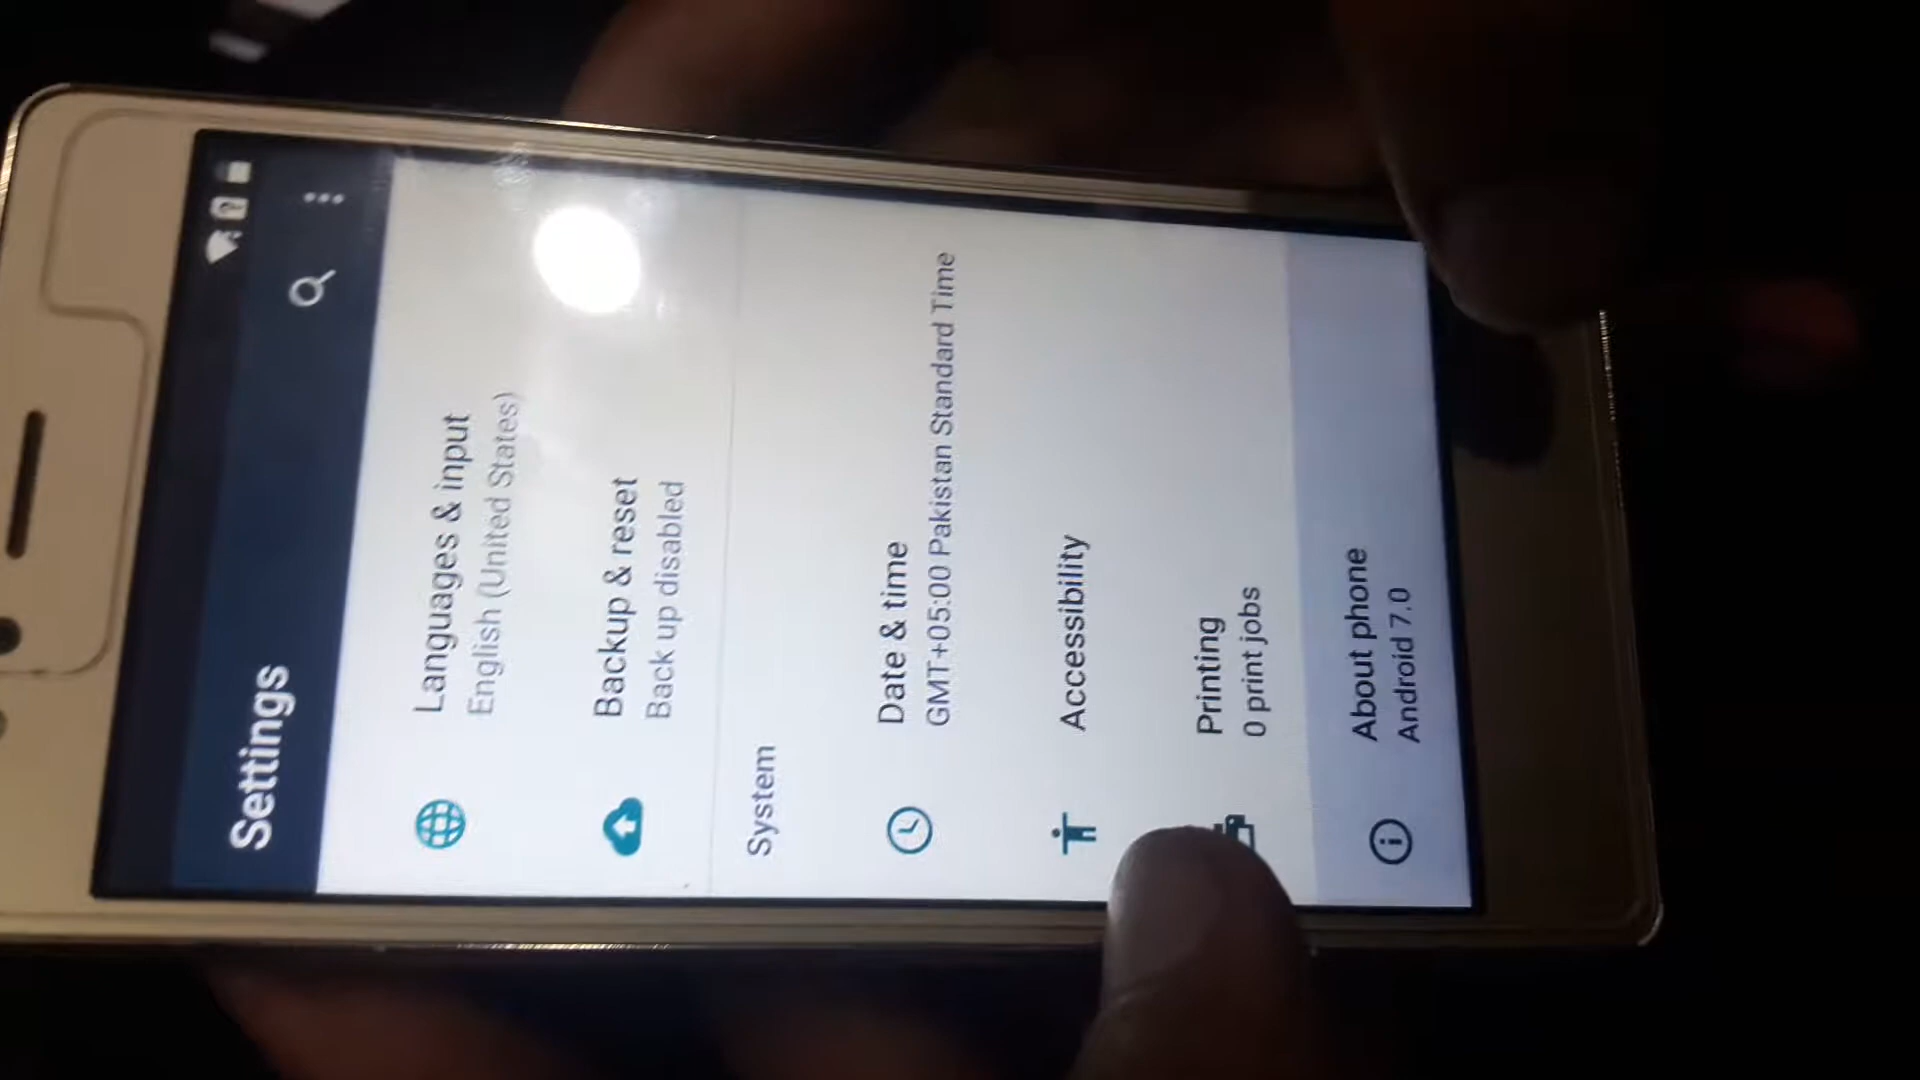 Settings
Languages & input
English (United States)
Backup & reset
Back up disabled
System
Date & time
GMT+05:00 Pakistan Standard Time
Accessibility
Printing
0 print jobs
About phone
Android 7.0